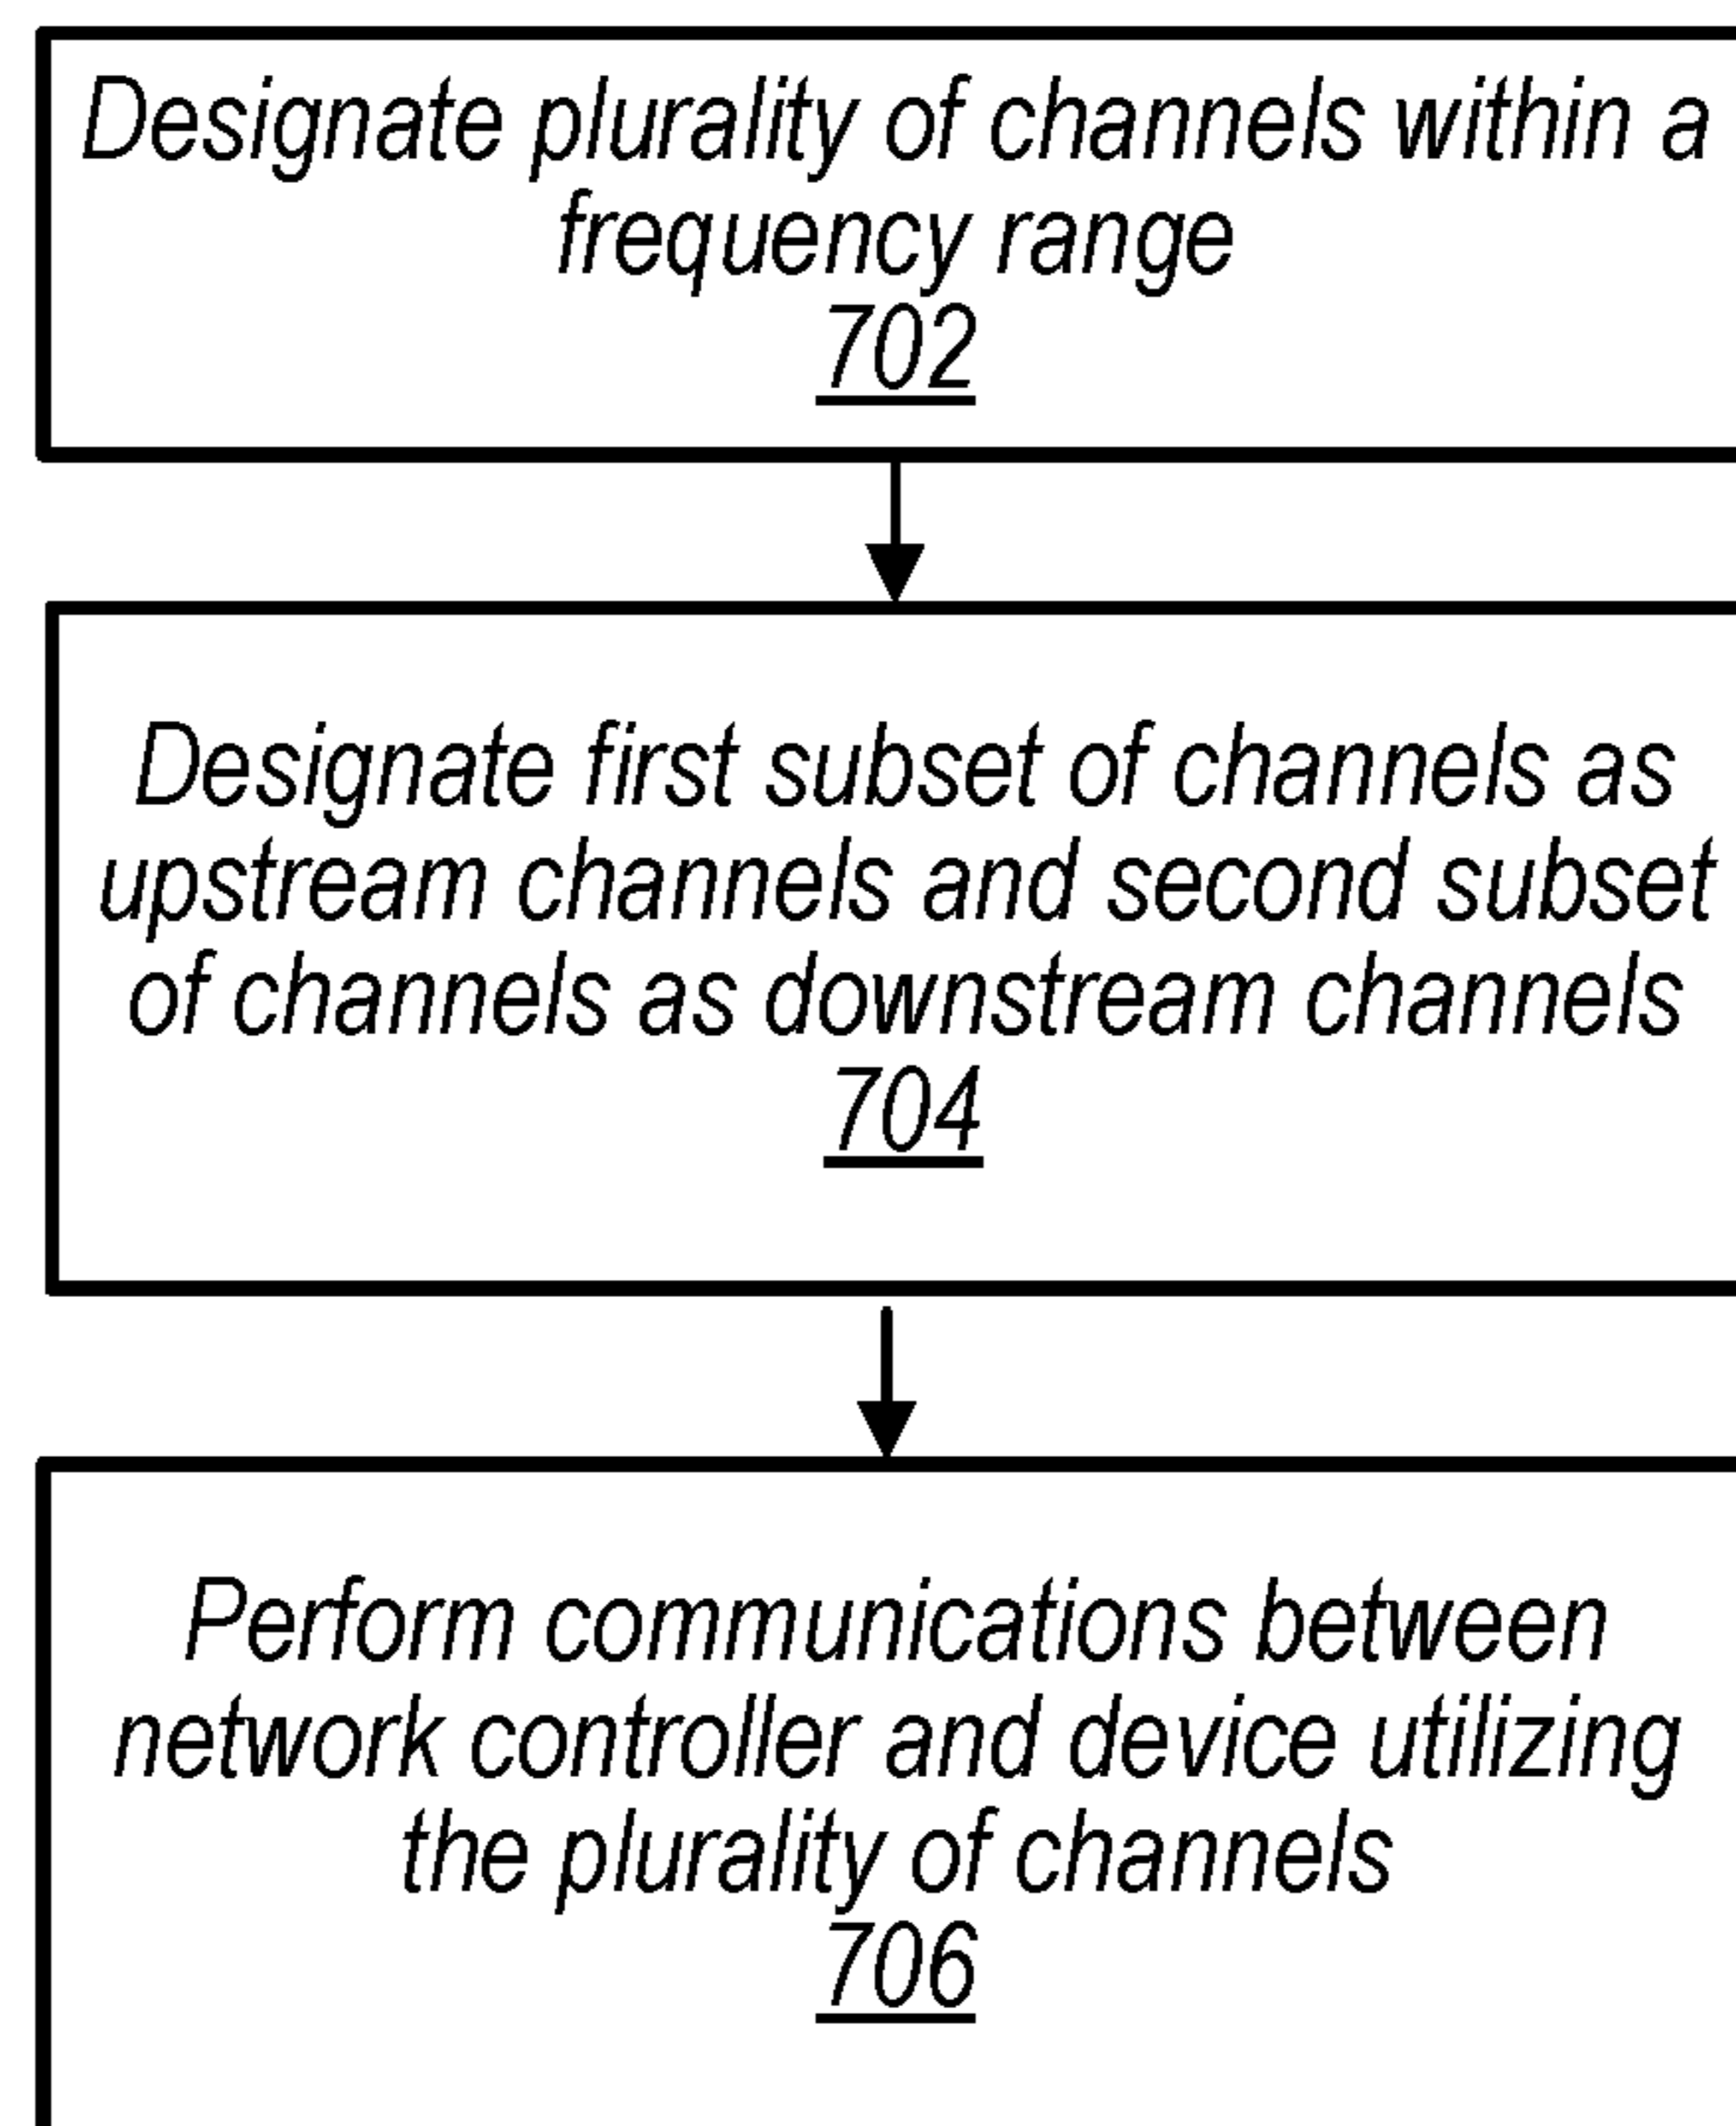 Designate plurality of channels within a
frequency range
702
Designate first subset of channels as
upstream channels and second subset
of channels as downstream channels
704
Perform communications between
network controller and device utilizing
the plurality of channels
706